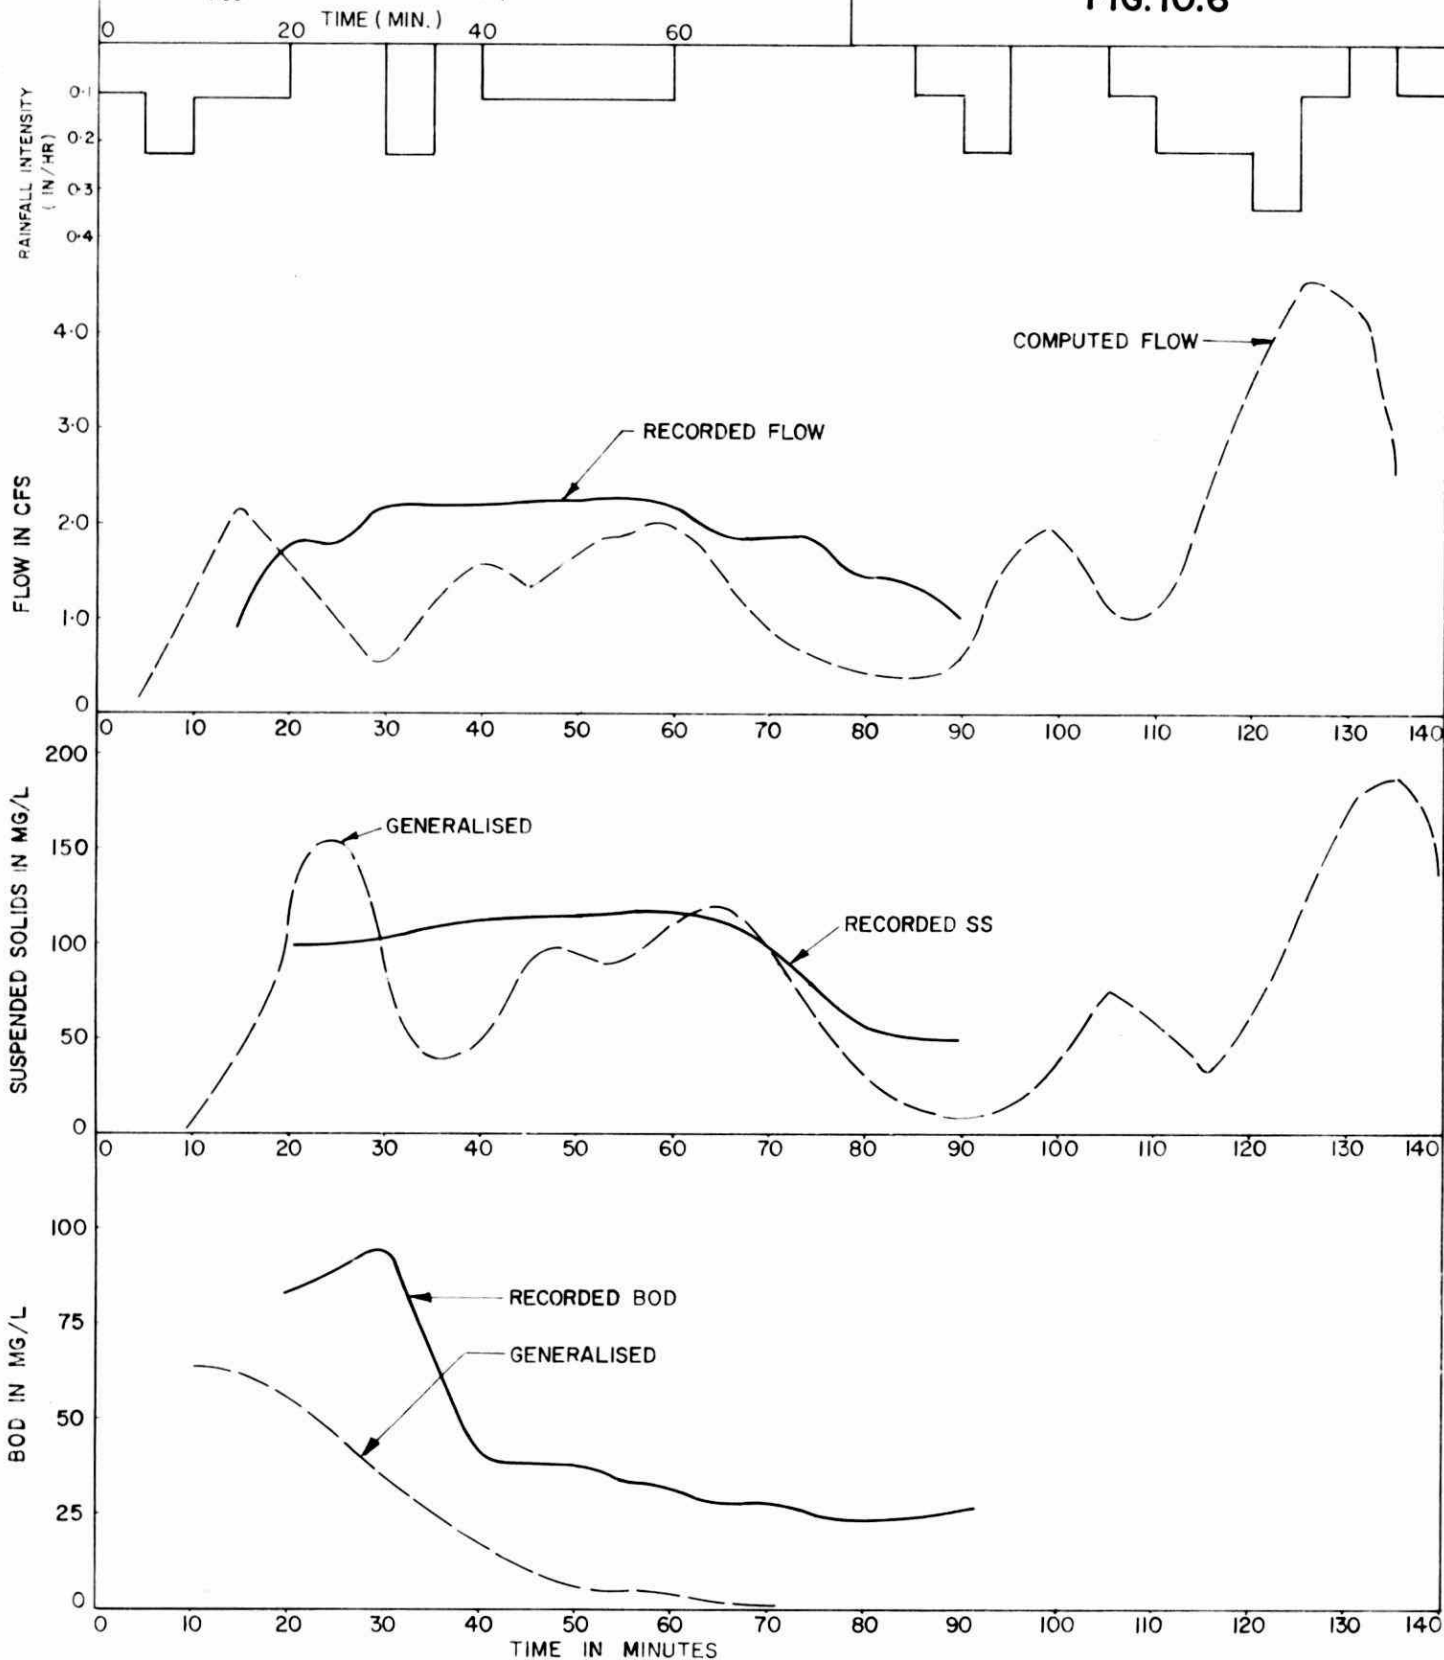 FIG. 10.6
TIME (MIN.)
0 20 40 60
RAINFALL INTENSITY
(IN/HR)
0·1
0·2
0·3
0·4
FLOW IN CFS
4·0
3·0
2·0
1·0
0
COMPUTED FLOW
RECORDED FLOW
0 10 20 30 40 50 60 70 80 90 100 110 120 130 140
SUSPENDED SOLIDS IN MG/L
200
150
100
50
0
GENERALISED
RECORDED SS
0 10 20 30 40 50 60 70 80 90 100 110 120 130 140
BOD IN MG/L
100
75
50
25
0
RECORDED BOD
GENERALISED
0 10 20 30 40 50 60 70 80 90 100 110 120 130 140
TIME IN MINUTES